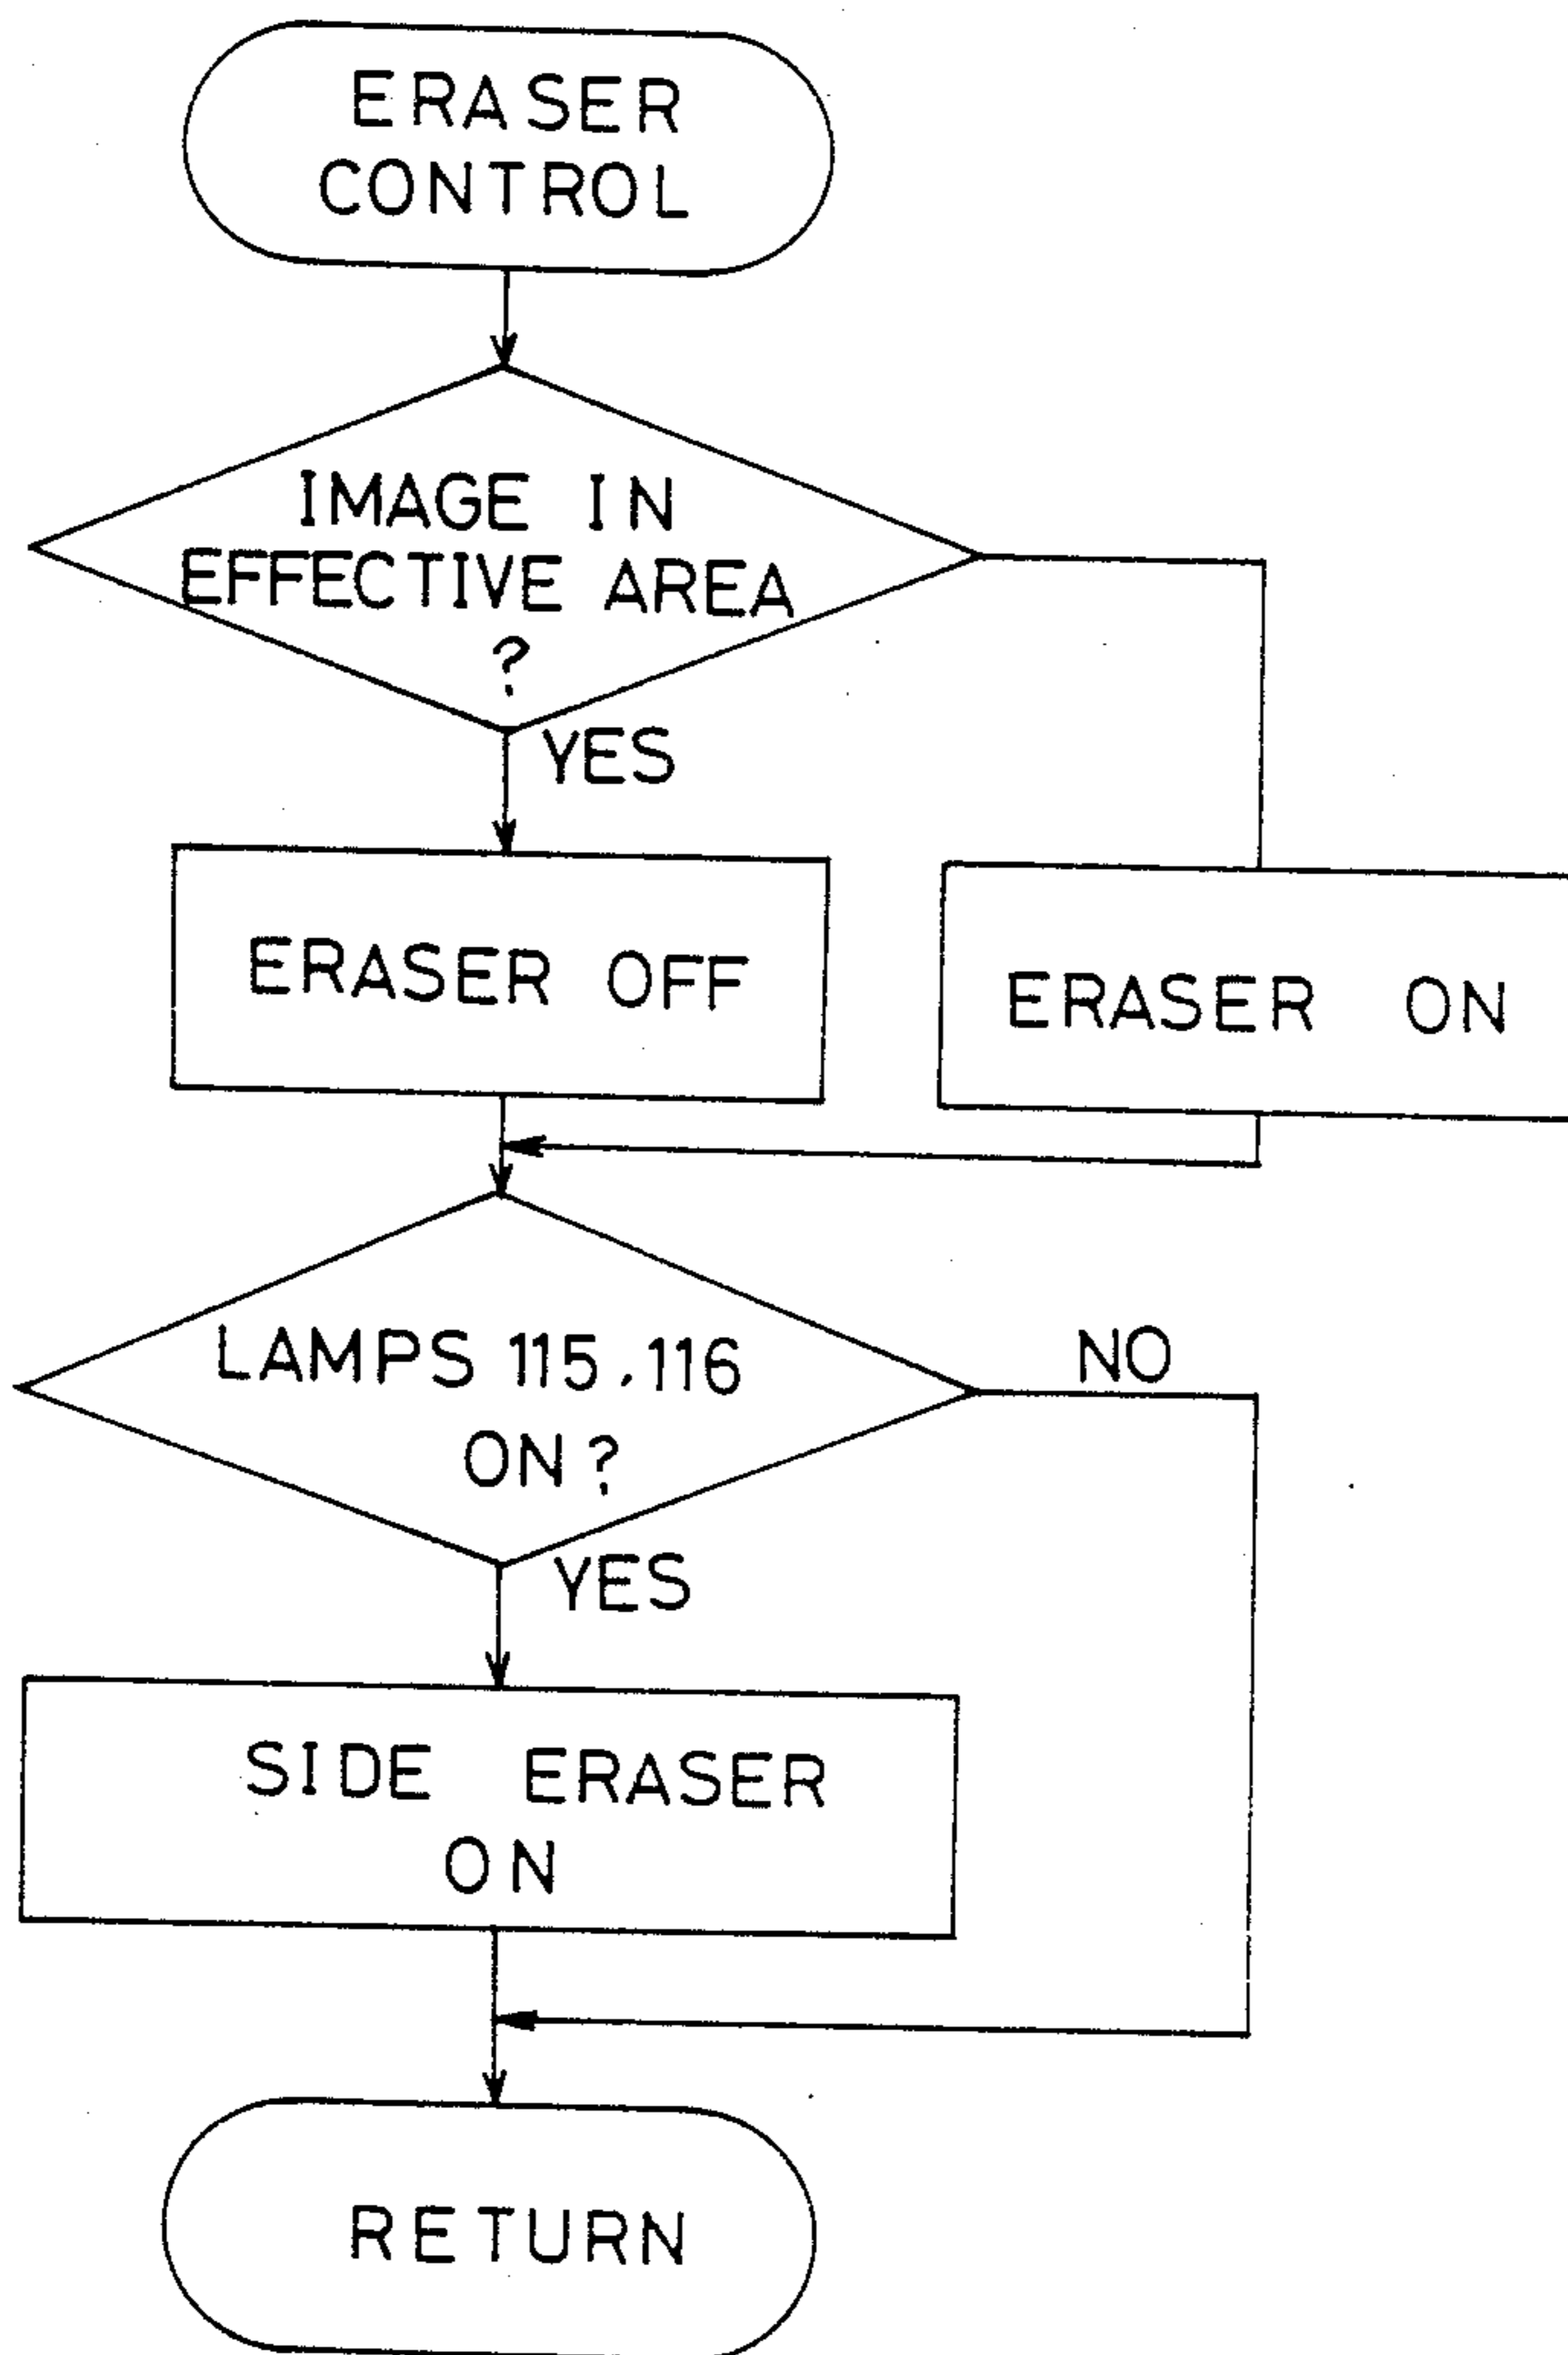 ERASER
CONTROL
IMAGE IN
EFFECTIVE AREA
?
YES
ERASER OFF
ERASER ON
LAMPS 115, 116
ON?
NO
YES
SIDE ERASER
ON
RETURN